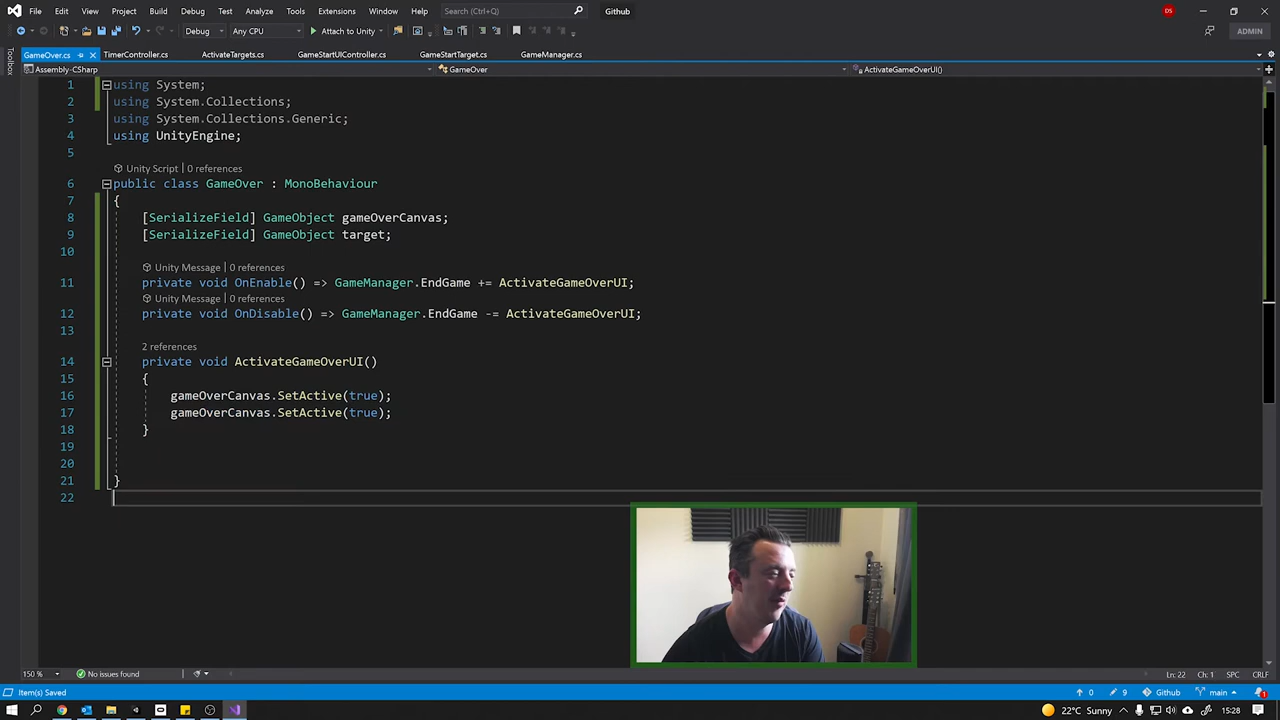 File Edit View Git Project Build Debug Test Analyze Tools Extensions Window Help Search (Ctrl+Q) Github DS
Debug Any CPU Attach to Unity ADMIN
GameOver.cs TimerController.cs ActivateTargets.cs GameStartUIController.cs GameStartTarget.cs GameManager.cs
Assembly-CSharp GameOver ActivateGameOverUI()
Toolbox
1 using System;
2 using System.Collections;
3 using System.Collections.Generic;
4 using UnityEngine;
5
Unity Script | 0 references
6 public class GameOver : MonoBehaviour
7 {
8 [SerializeField] GameObject gameOverCanvas;
9 [SerializeField] GameObject target;
10
Unity Message | 0 references
11 private void OnEnable() => GameManager.EndGame += ActivateGameOverUI;
Unity Message | 0 references
12 private void OnDisable() => GameManager.EndGame -= ActivateGameOverUI;
13
2 references
14 private void ActivateGameOverUI()
15 {
16 gameOverCanvas.SetActive(true);
17 gameOverCanvas.SetActive(true);
18 }
19
20
21 }
22
150 % No issues found Ln: 22 Ch: 1 SPC CRLF
Item(s) Saved 0 9 Github main 1
22°C Sunny 15:28